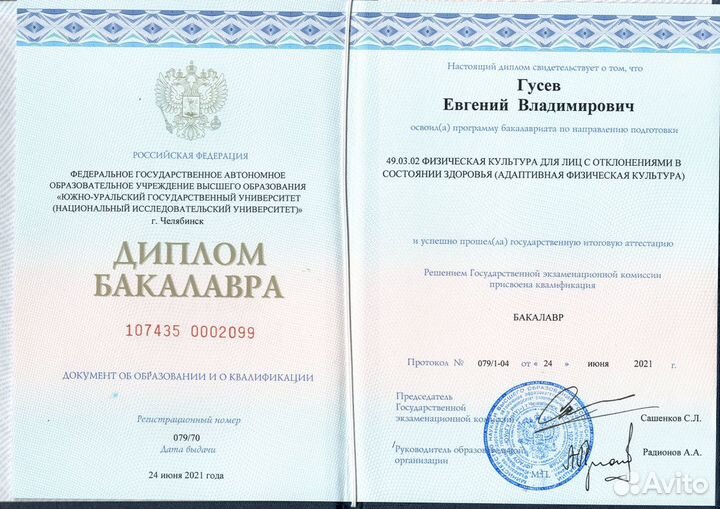 РОССИЙСКАЯ ФЕДЕРАЦИЯ
ФЕДЕРАЛЬНОЕ ГОСУДАРСТВЕННОЕ АВТОНОМНОЕ
ОБРАЗОВАТЕЛЬНОЕ УЧРЕЖДЕНИЕ ВЫСШЕГО ОБРАЗОВАНИЯ
«ЮЖНО-УРАЛЬСКИЙ ГОСУДАРСТВЕННЫЙ УНИВЕРСИТЕТ
(НАЦИОНАЛЬНЫЙ ИССЛЕДОВАТЕЛЬСКИЙ УНИВЕРСИТЕТ)»
г. Челябинск
ДИПЛОМ
БАКАЛАВРА
107435 0002099
ДОКУМЕНТ ОБ ОБРАЗОВАНИИ И О КВАЛИФИКАЦИИ
Регистрационный номер
079/70
Дата выдачи
24 июня 2021 года
Настоящий диплом свидетельствует о том, что
Гусев
Евгений Владимирович
освоил(а) программу бакалавриата по направлению подготовки
49.03.02 ФИЗИЧЕСКАЯ КУЛЬТУРА ДЛЯ ЛИЦ С ОТКЛОНЕНИЯМИ В
СОСТОЯНИИ ЗДОРОВЬЯ (АДАПТИВНАЯ ФИЗИЧЕСКАЯ КУЛЬТУРА)
и успешно прошел(ла) государственную итоговую аттестацию
Решением Государственной экзаменационной комиссии
присвоена квалификация
БАКАЛАВР
Протокол № 079/1-04 от « 24 » июня 2021 г.
Председатель
Государственной
экзаменационной комиссии
Сашенков С.Л.
Руководитель образовательной
организации
Радионов А.А.
М.П.
Avito